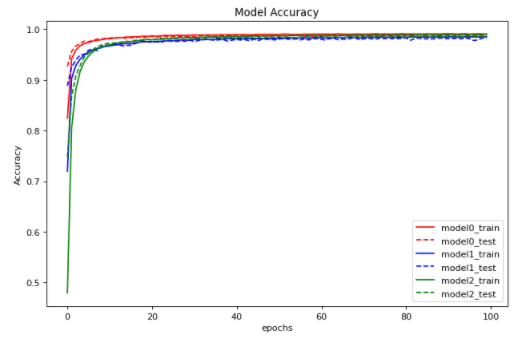 Model Accuracy
1.0
0.9
0.8
0.7
0.6
0.5
Accuracy
0
20
40
60
80
100
epochs
model0_train
model0_test
model1_train
model1_test
model2_train
model2_test